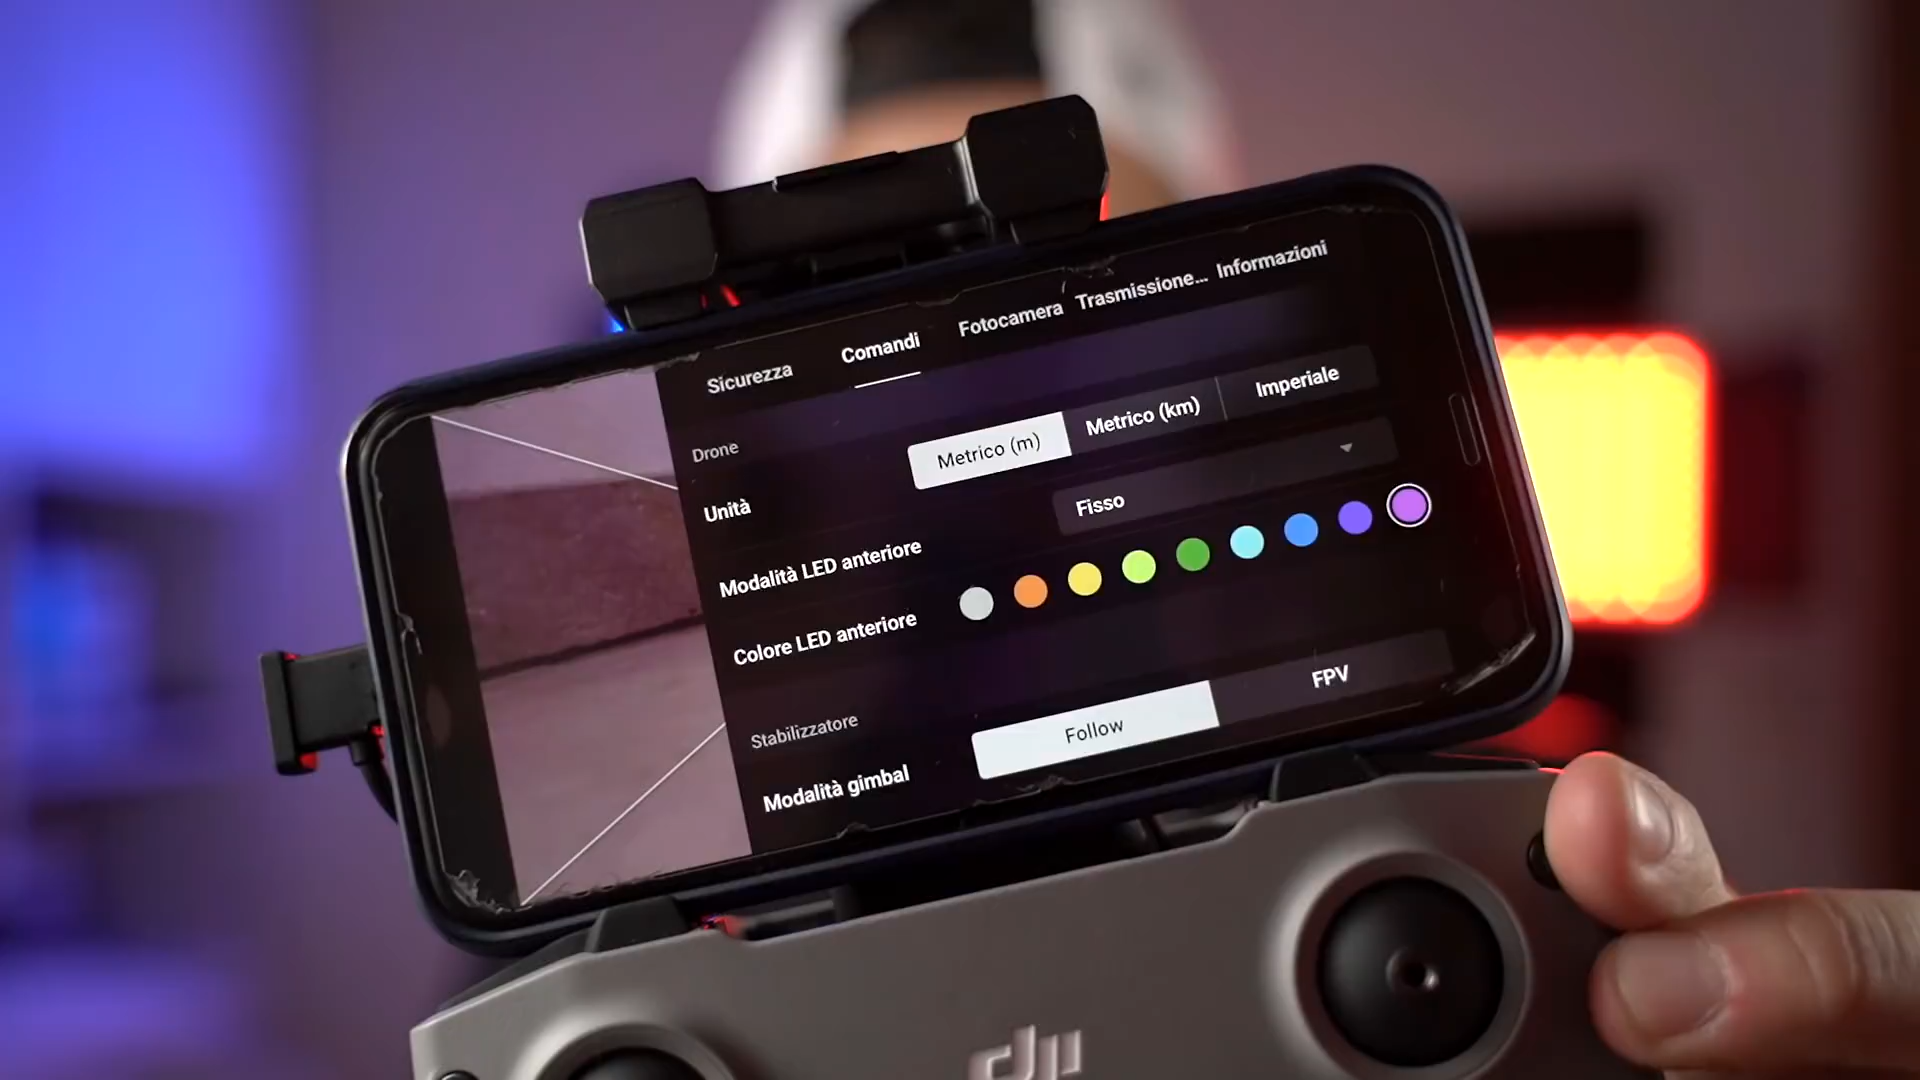 Sicurezza Comandi Fotocamera Trasmissione... Informazioni
Drone
Unità Metrico (m) Metrico (km) Imperiale
Modalità LED anteriore Fisso
Colore LED anteriore
Stabilizzatore
Modalità gimbal Follow FPV
dji